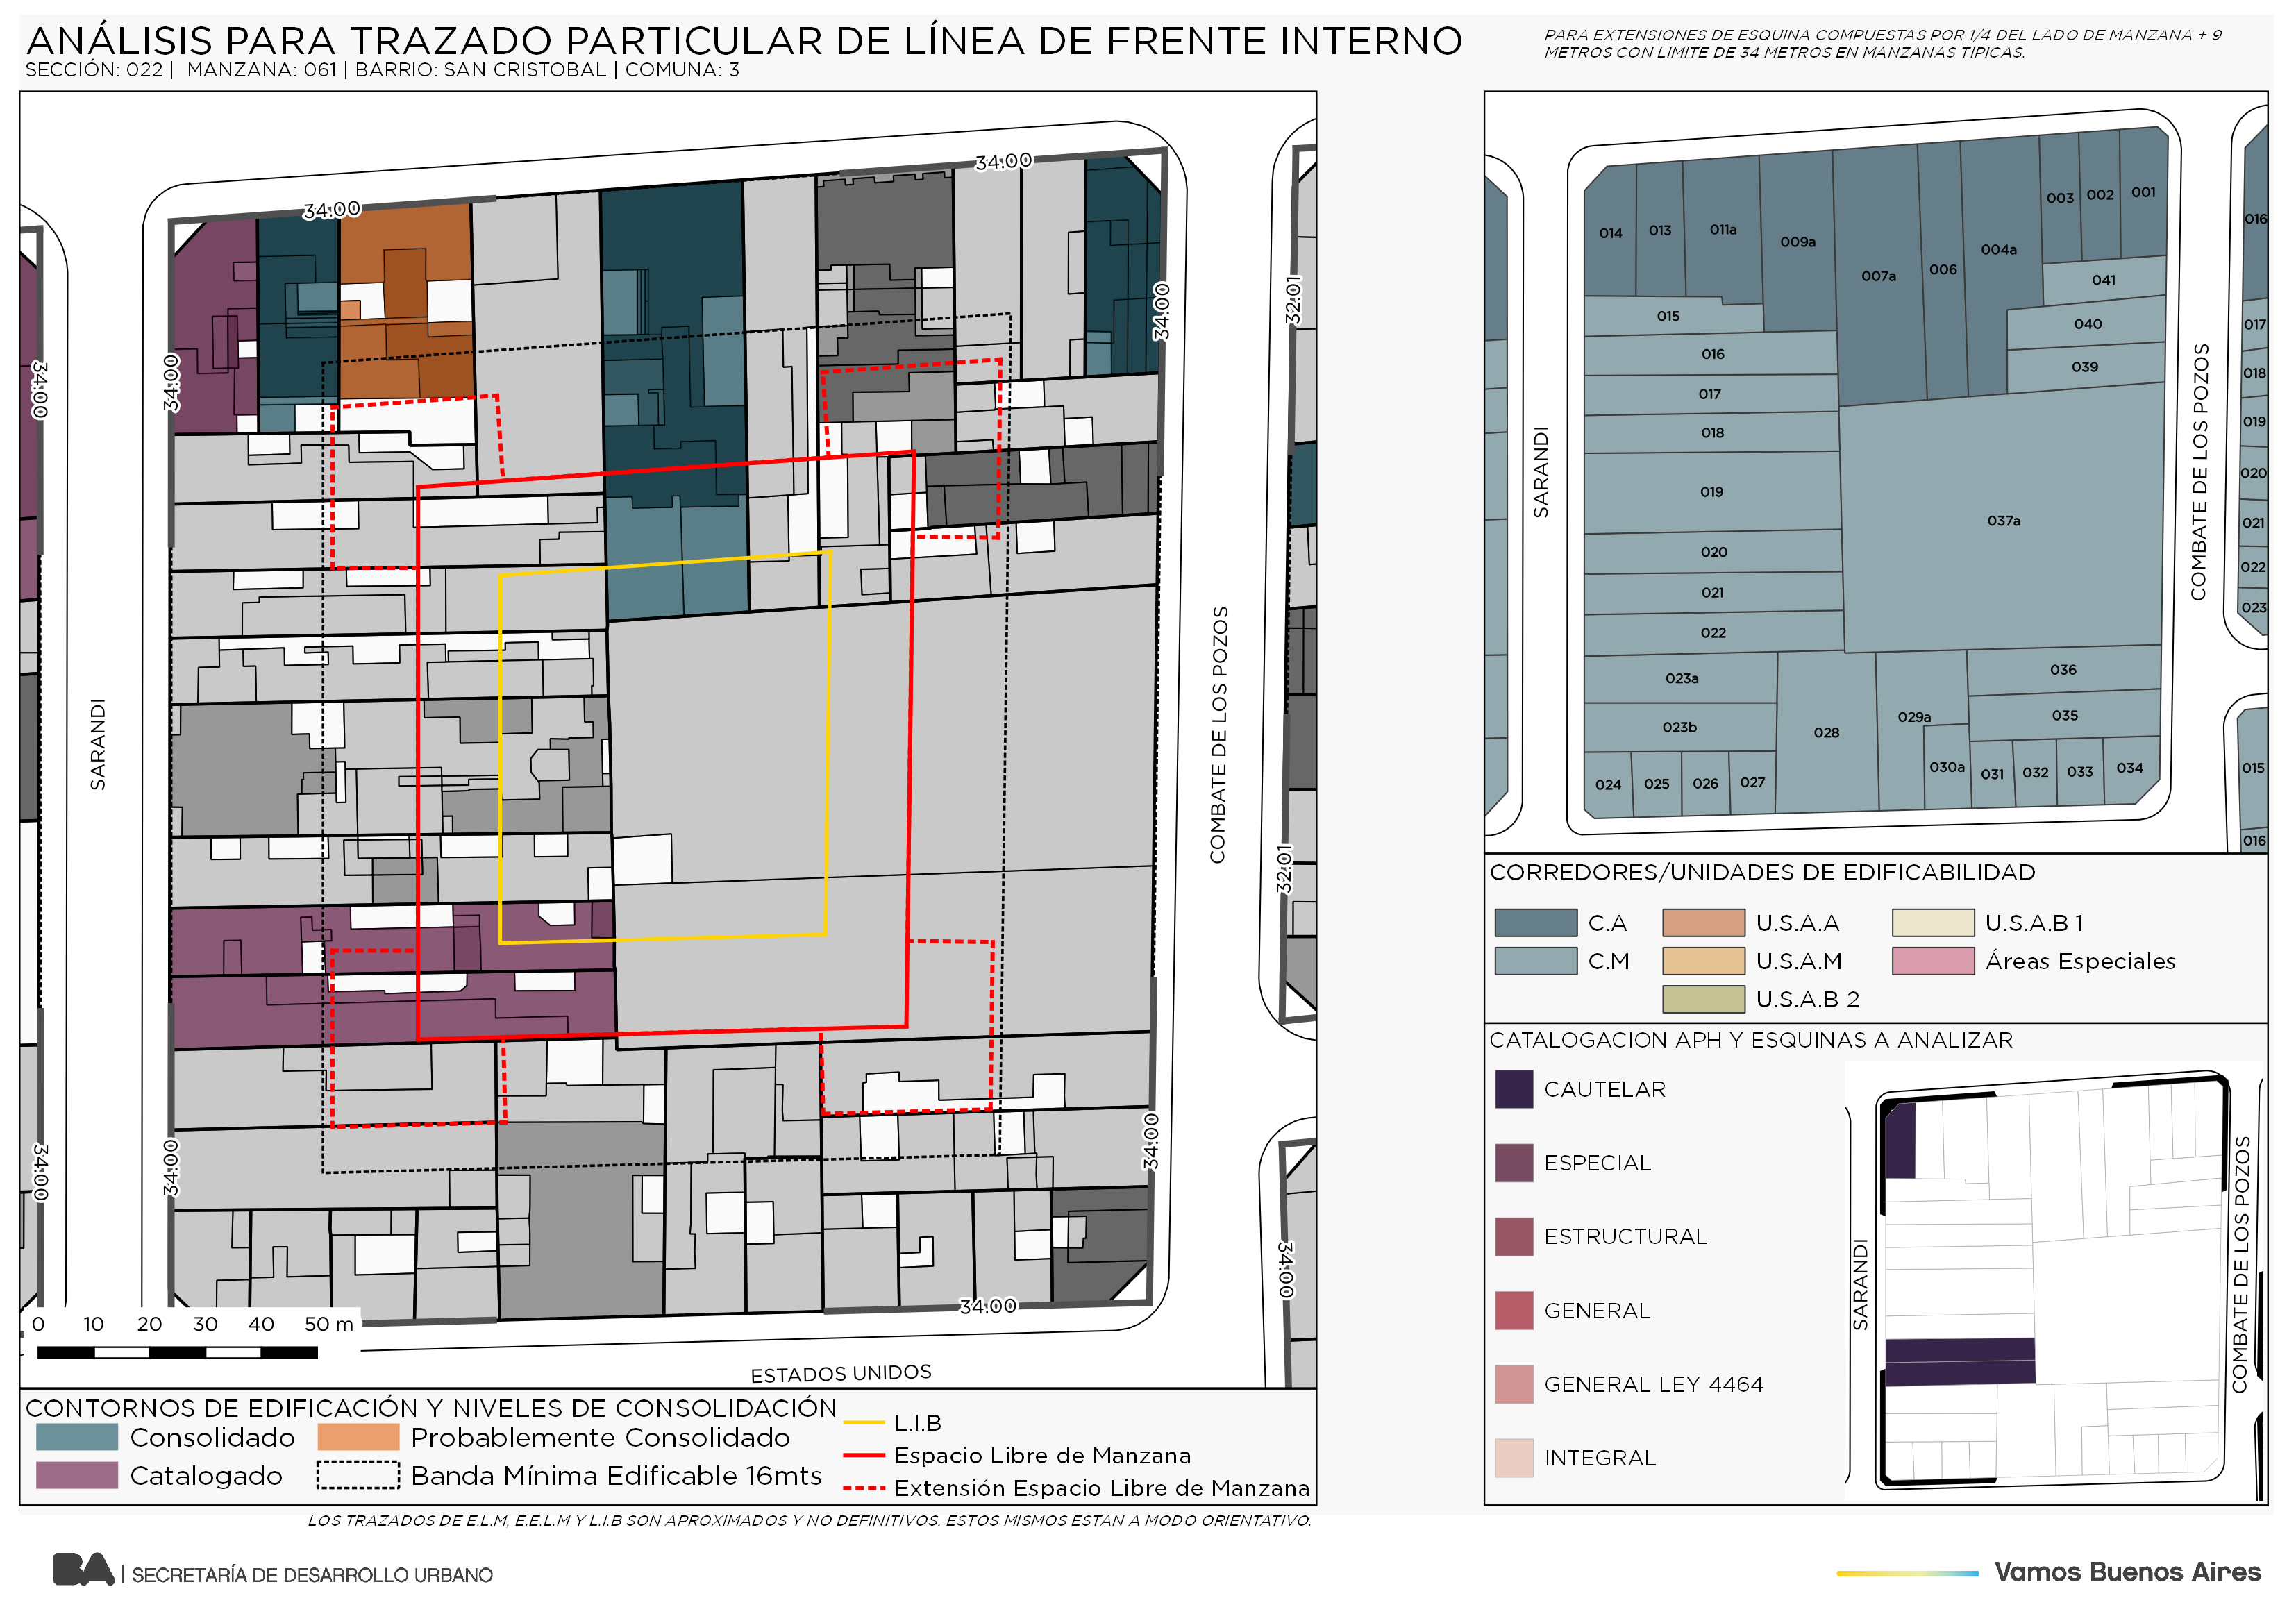 ANÁLISIS PARA TRAZADO PARTICULAR DE LÍNEA DE FRENTE INTERNO
SECCIÓN: 022 | MANZANA: 061 | BARRIO: SAN CRISTOBAL | COMUNA: 3
PARA EXTENSIONES DE ESQUINA COMPUESTAS POR 1/4 DEL LADO DE MANZANA + 9
METROS CON LIMITE DE 34 METROS EN MANZANAS TIPICAS.
34:00
34:00
34:00
34:00
34:00
34:00
34:00
34:00
34:00
34:00
34:00
32:01
32:01
SARANDI
COMBATE DE LOS POZOS
ESTADOS UNIDOS
0 10 20 30 40 50 m
CONTORNOS DE EDIFICACIÓN Y NIVELES DE CONSOLIDACIÓN
Consolidado
Probablemente Consolidado
Catalogado
Banda Mínima Edificable 16mts
L.I.B
Espacio Libre de Manzana
Extensión Espacio Libre de Manzana
LOS TRAZADOS DE E.L.M, E.E.L.M Y L.I.B SON APROXIMADOS Y NO DEFINITIVOS. ESTOS MISMOS ESTAN A MODO ORIENTATIVO.
014
013
011a
009a
007a
006
004a
003
002
001
041
040
039
015
016
017
018
019
020
021
022
037a
023a
023b
024
025
026
027
028
029a
030a
031
032
033
034
035
036
016
017
018
019
020
021
022
023
015
016
SARANDI
COMBATE DE LOS POZOS
CORREDORES/UNIDADES DE EDIFICABILIDAD
C.A
U.S.A.A
U.S.A.B 1
C.M
U.S.A.M
Áreas Especiales
U.S.A.B 2
CATALOGACION APH Y ESQUINAS A ANALIZAR
CAUTELAR
ESPECIAL
ESTRUCTURAL
GENERAL
GENERAL LEY 4464
INTEGRAL
SARANDI
COMBATE DE LOS POZOS
BA | SECRETARÍA DE DESARROLLO URBANO
Vamos Buenos Aires